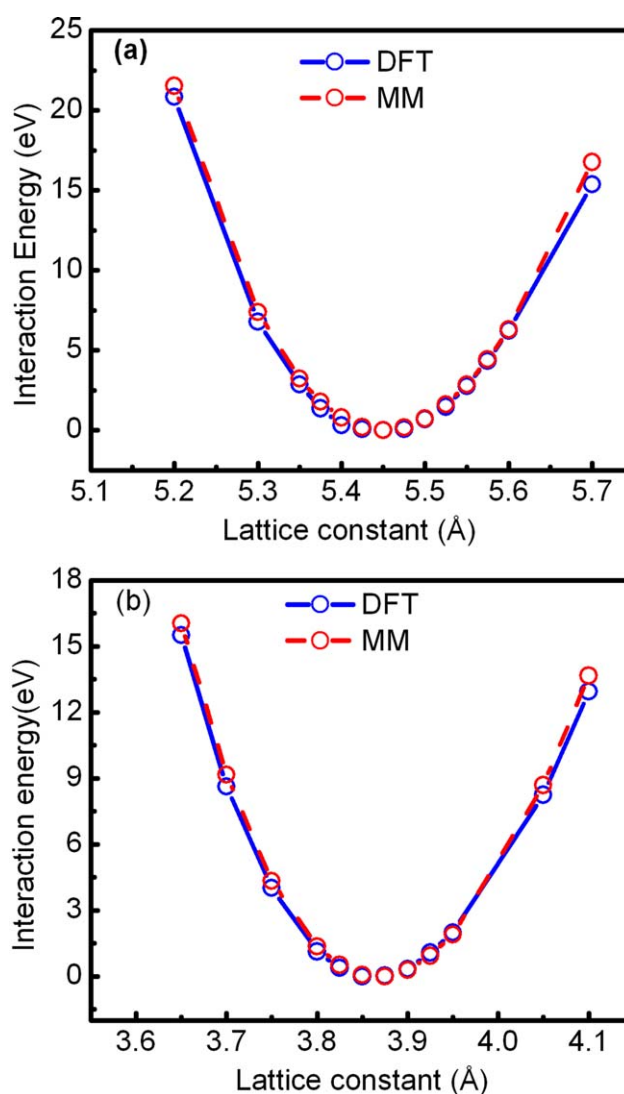 (a)
DFT
MM
Interaction Energy (eV)
25
20
15
10
5
0
5.1 5.2 5.3 5.4 5.5 5.6 5.7
Lattice constant (Å)
(b)
DFT
MM
Interaction energy(eV)
18
15
12
9
6
3
0
3.6 3.7 3.8 3.9 4.0 4.1
Lattice constant (Å)